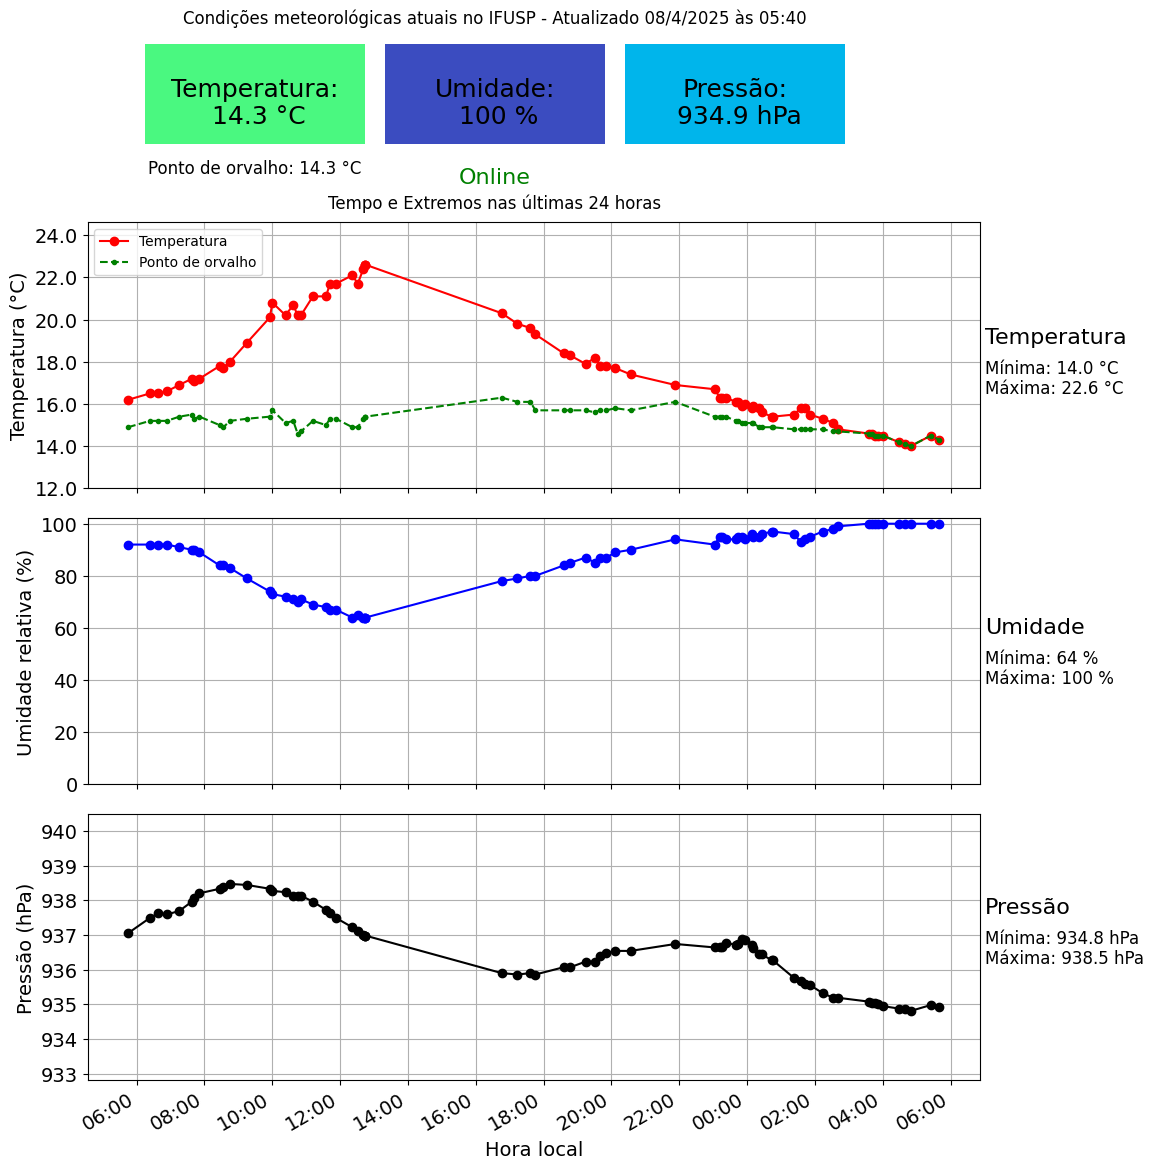 Condições meteorológicas atuais no IFUSP - Atualizado 08/4/2025 às 05:40
Temperatura:
14.3 °C
Umidade:
100 %
Pressão:
934.9 hPa
Ponto de orvalho: 14.3 °C
Online
Tempo e Extremos nas últimas 24 horas
Temperatura (°C)
24.0
22.0
20.0
18.0
16.0
14.0
12.0
Temperatura
Ponto de orvalho
Temperatura
Mínima: 14.0 °C
Máxima: 22.6 °C
Umidade relativa (%)
100
80
60
40
20
0
Umidade
Mínima: 64 %
Máxima: 100 %
Pressão (hPa)
940
939
938
937
936
935
934
933
Pressão
Mínima: 934.8 hPa
Máxima: 938.5 hPa
06:00 08:00 10:00 12:00 14:00 16:00 18:00 20:00 22:00 00:00 02:00 04:00 06:00
Hora local